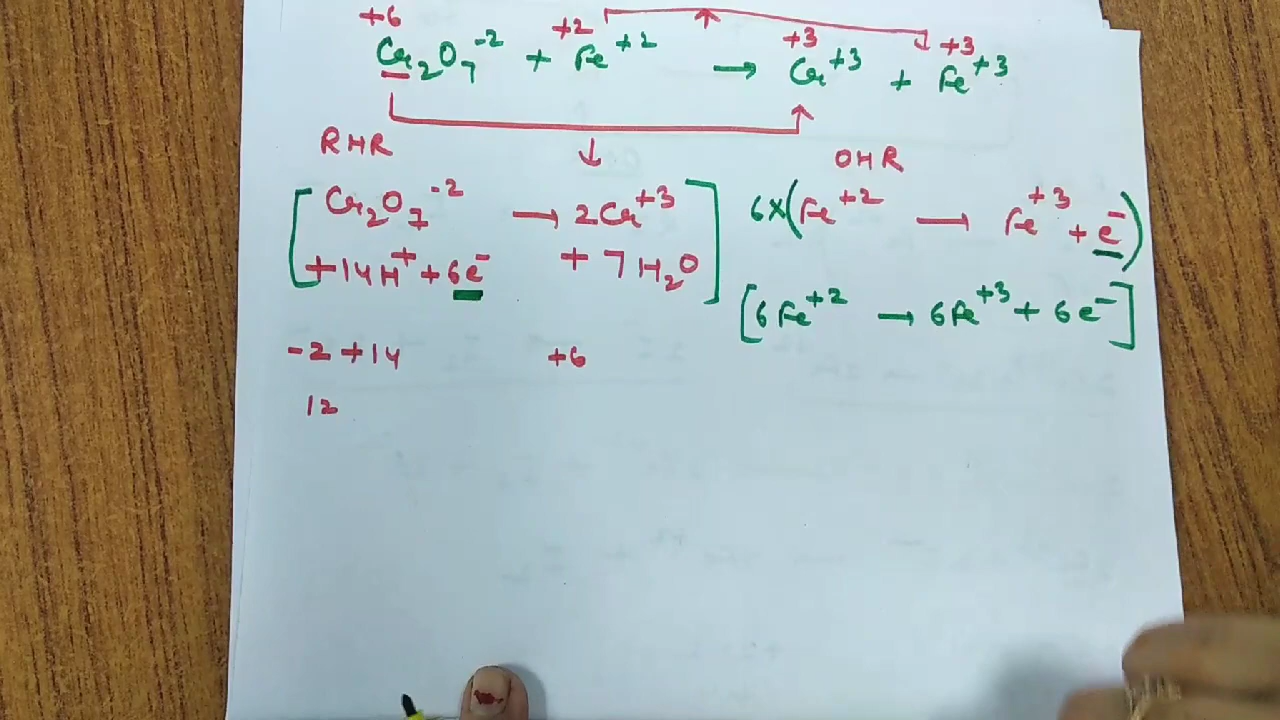 +6 +2 +3 +3
Cr₂O₇⁻² + Fe⁺² → Cr⁺³ + Fe⁺³
RHR
OHR
[Cr₂O₇⁻² → 2Cr⁺³
+14H⁺ + 6e⁻ + 7H₂O]
6×(Fe⁺² → Fe⁺³ + e⁻)
[6Fe⁺² → 6Fe⁺³ + 6e⁻]
-2 +14 +6
12